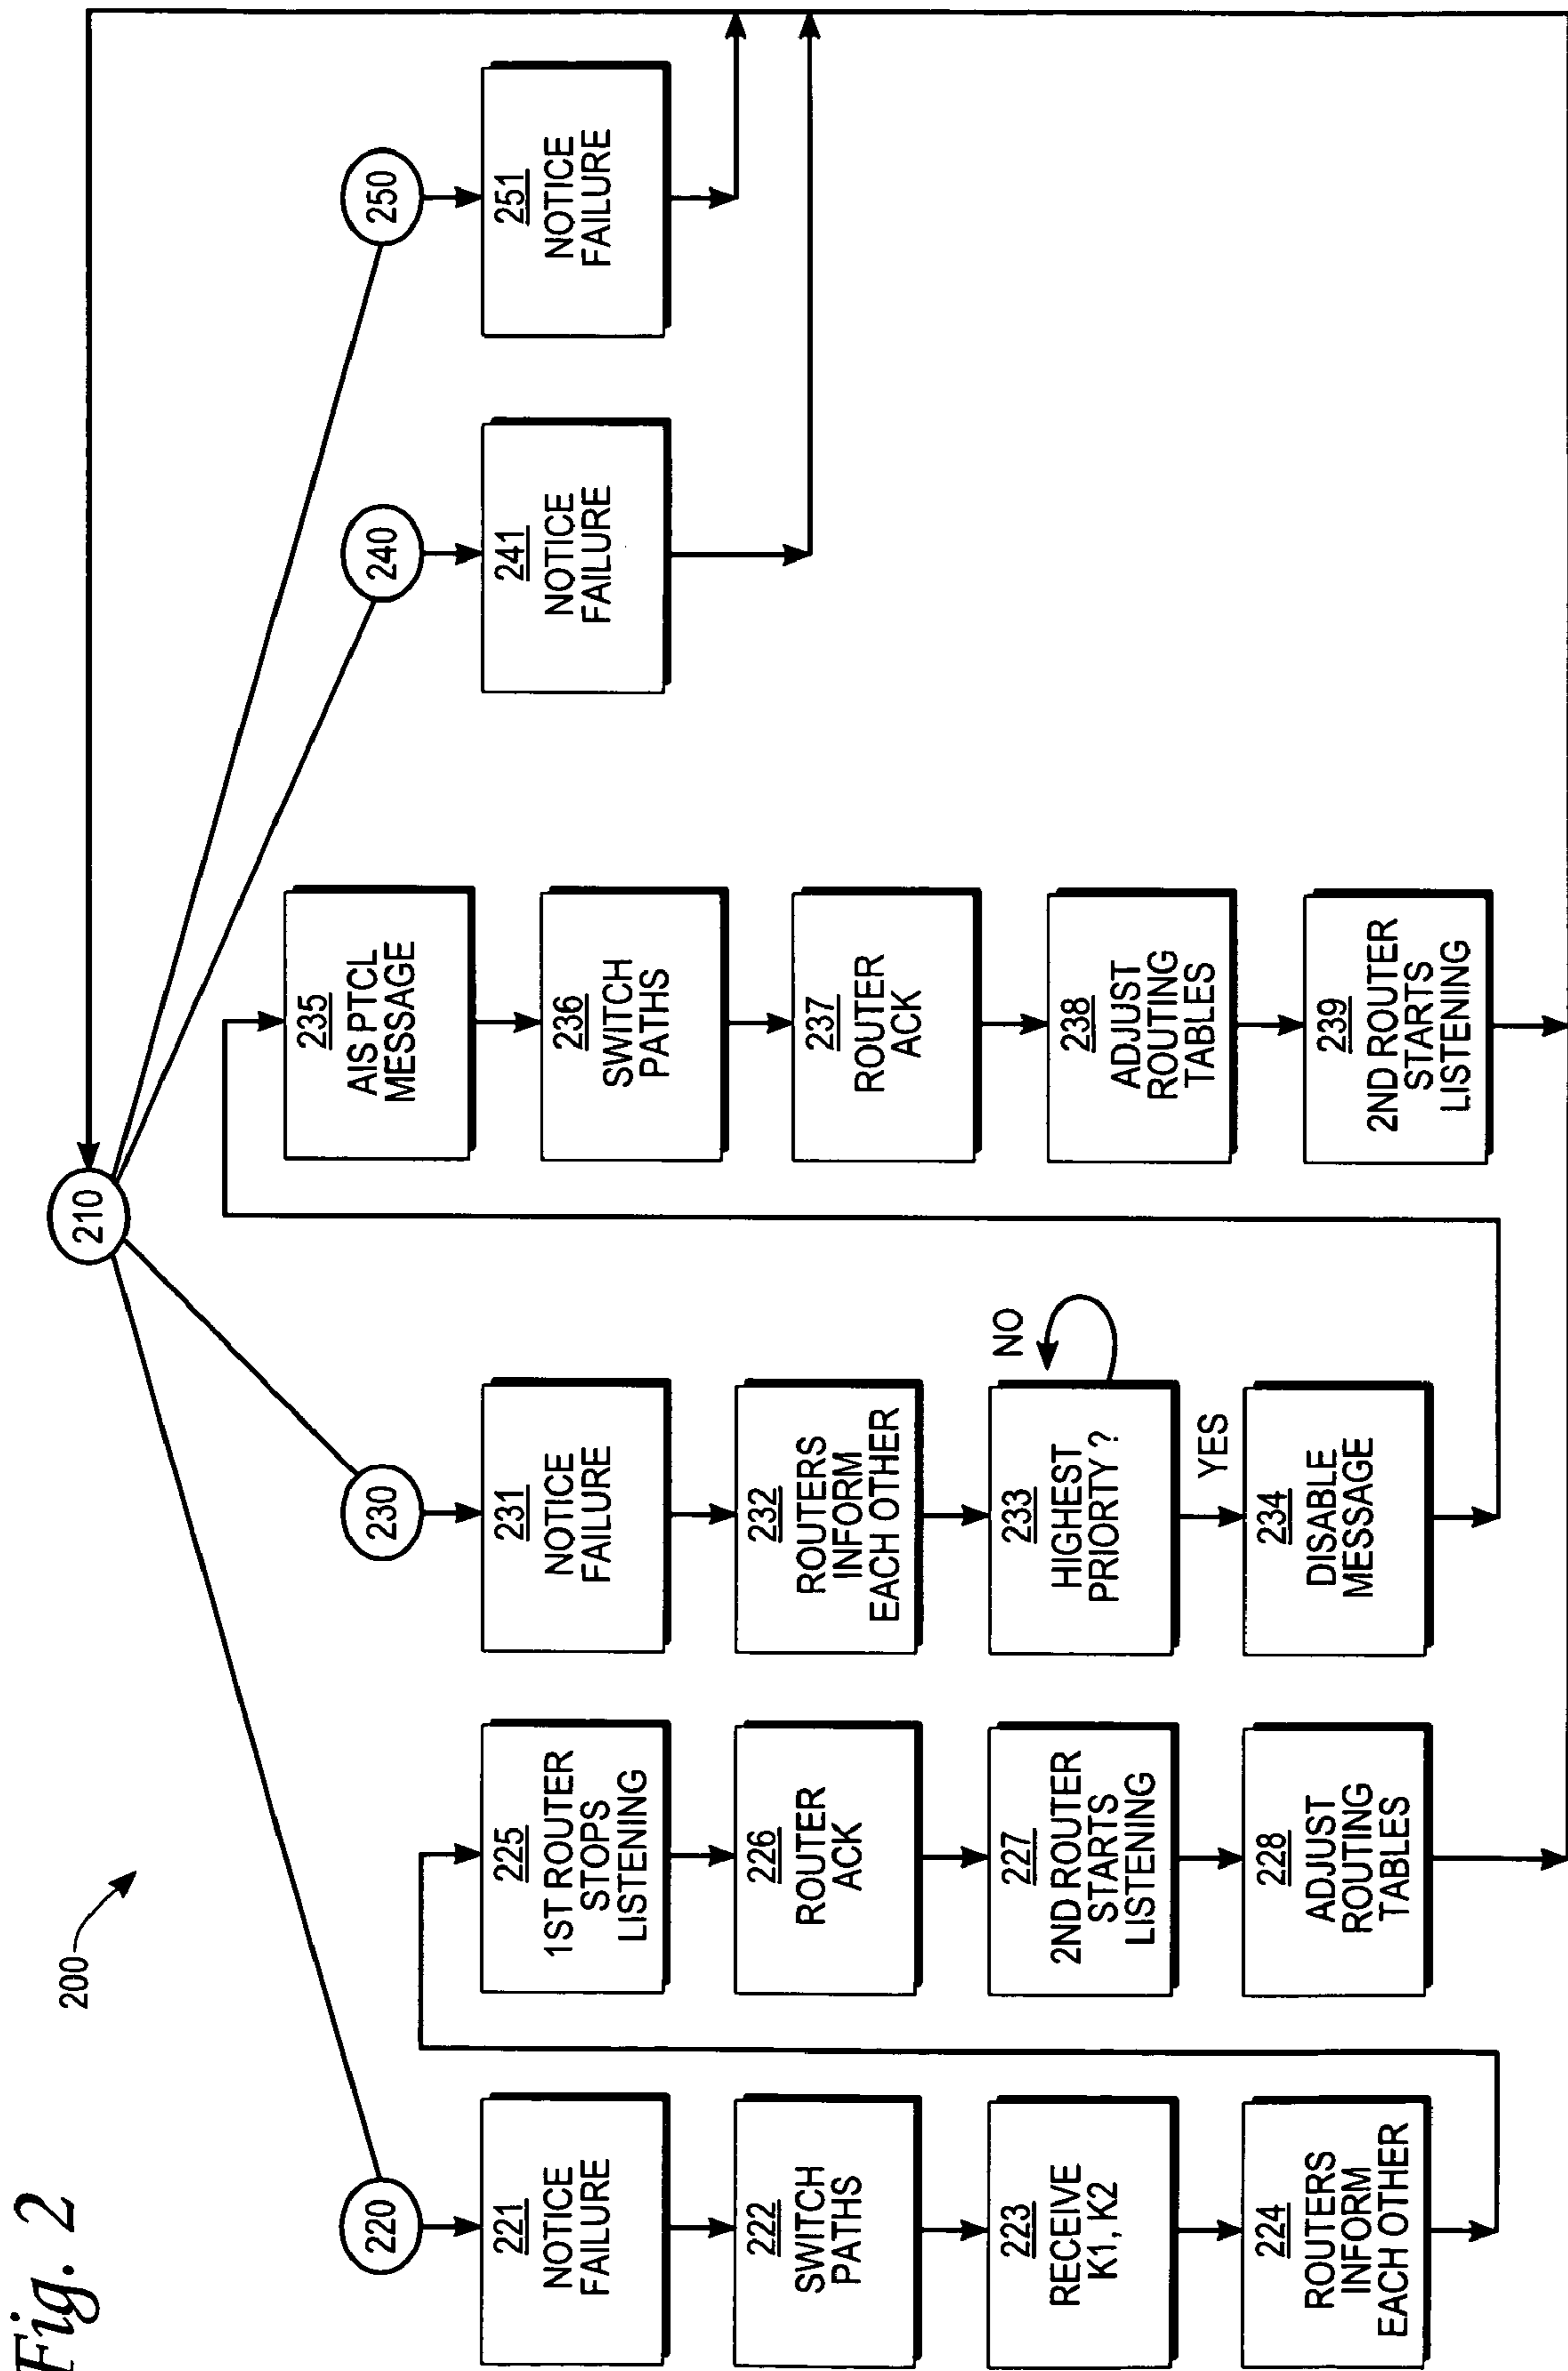 Fig. 2
200
210
220
230
240
250
221
NOTICE
FAILURE
222
SWITCH
PATHS
223
RECEIVE
K1, K2
224
ROUTERS
INFORM
EACH OTHER
225
1ST ROUTER
STOPS
LISTENING
226
ROUTER
ACK
227
2ND ROUTER
STARTS
LISTENING
228
ADJUST
ROUTING
TABLES
231
NOTICE
FAILURE
232
ROUTERS
INFORM
EACH OTHER
233
HIGHEST
PRIORTY ?
NO
YES
234
DISABLE
MESSAGE
235
AIS PTCL
MESSAGE
236
SWITCH
PATHS
237
ROUTER
ACK
238
ADJUST
ROUTING
TABLES
239
2ND ROUTER
STARTS
LISTENING
241
NOTICE
FAILURE
251
NOTICE
FAILURE